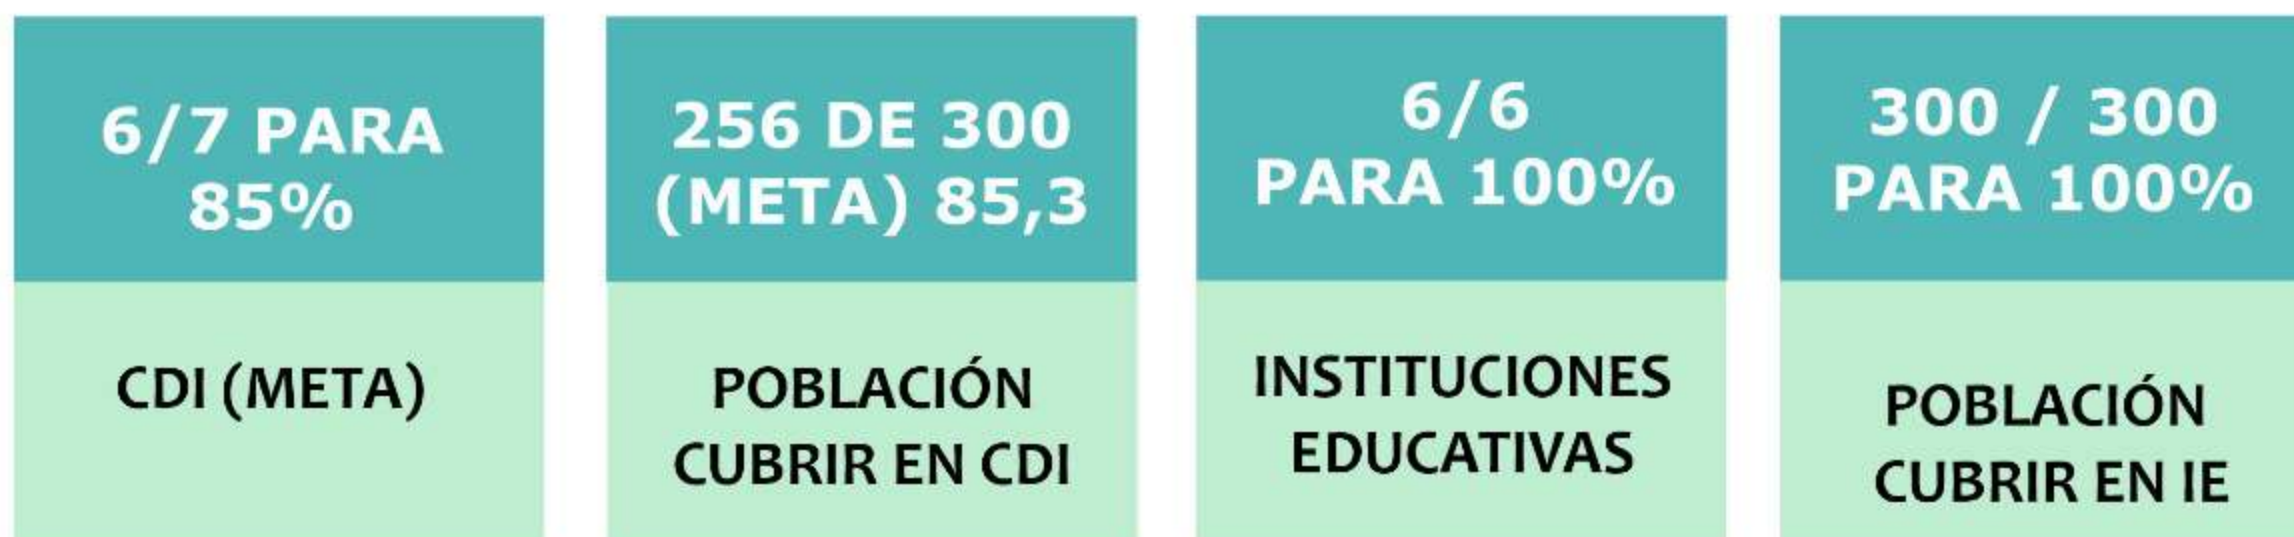 6/7 PARA
85%
CDI (META)
256 DE 300
(META) 85,3
POBLACIÓN
CUBRIR EN CDI
6/6
PARA 100%
INSTITUCIONES
EDUCATIVAS
300 / 300
PARA 100%
POBLACIÓN
CUBRIR EN IE